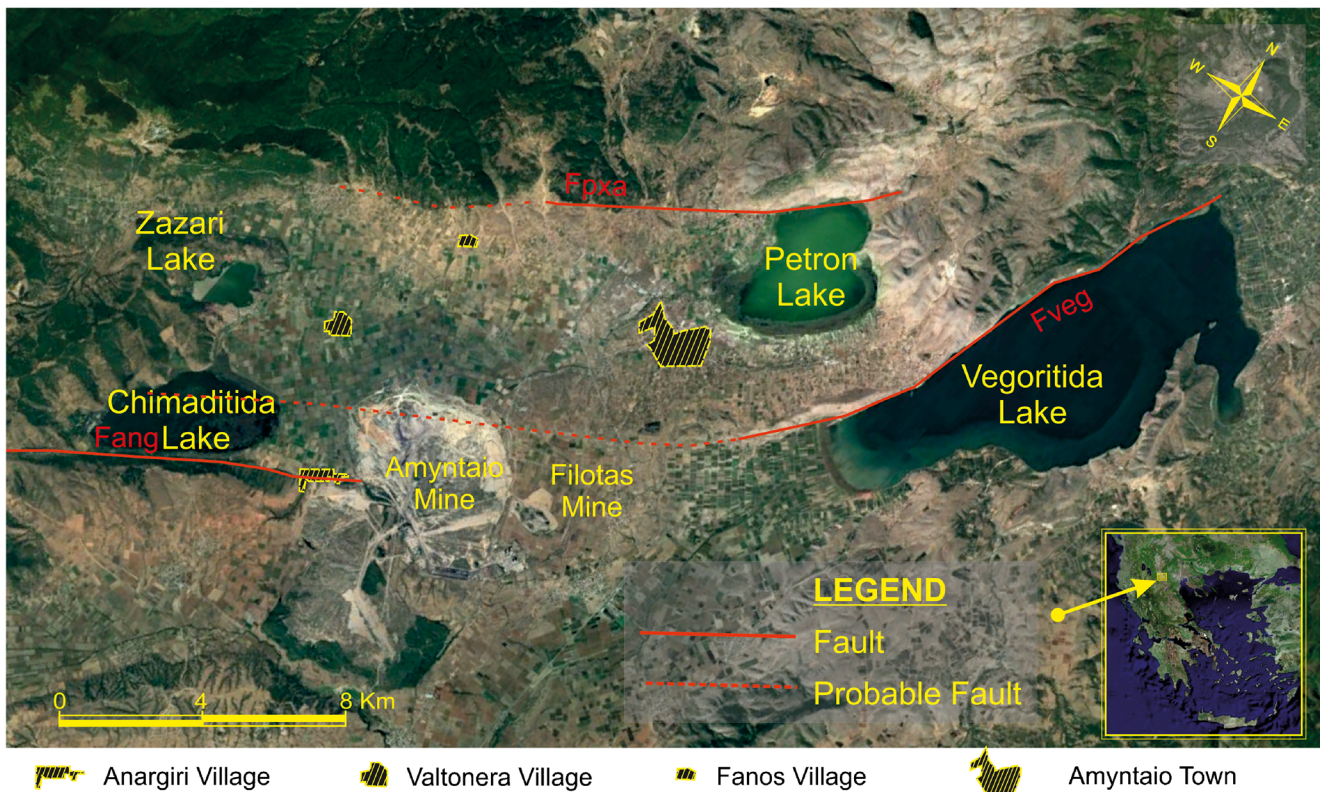 N
W
E
S
Fpxa
Zazari
Lake
Petron
Lake
Fveg
Vegoritida
Lake
Chimaditida
Fang Lake
Amyntaio
Mine
Filotas
Mine
LEGEND
Fault
Probable Fault
0 4 8 Km
Anargiri Village Valtonera Village Fanos Village Amyntaio Town